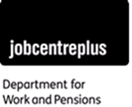 jobcentreplus
Department for
Work and Pensions